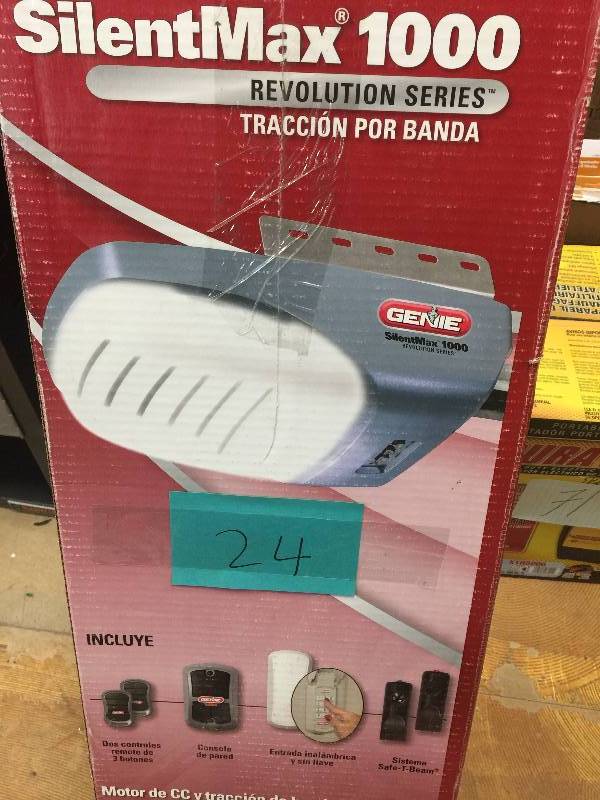 SilentMax® 1000
REVOLUTION SERIES™
TRACCIÓN POR BANDA
GENIE
SilentMax 1000
REVOLUTION SERIES
24
INCLUYE
GENIE
Dos controles
remoto de
3 botones
Consola
de pared
Entrada inalámbrica
y sin llave
Sistema
Safe-T-Beam®
Motor de CC y tracción de